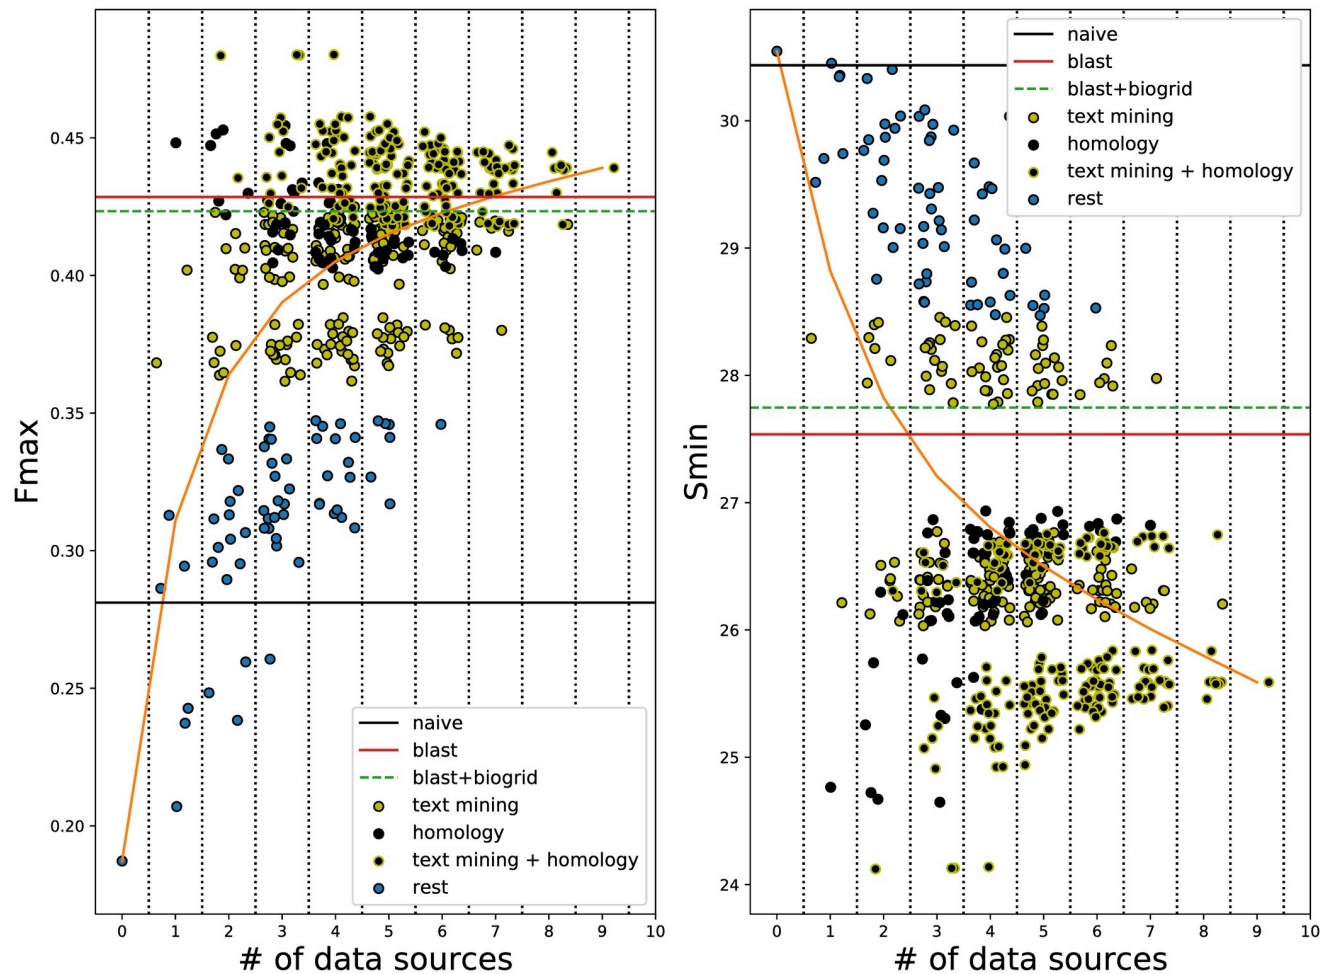 Fmax
0.45
0.40
0.35
0.30
0.25
0.20
naive
blast
blast+biogrid
text mining
homology
text mining + homology
rest
0 1 2 3 4 5 6 7 8 9 10
# of data sources
Smin
30
29
28
27
26
25
24
naive
blast
blast+biogrid
text mining
homology
text mining + homology
rest
0 1 2 3 4 5 6 7 8 9 10
# of data sources